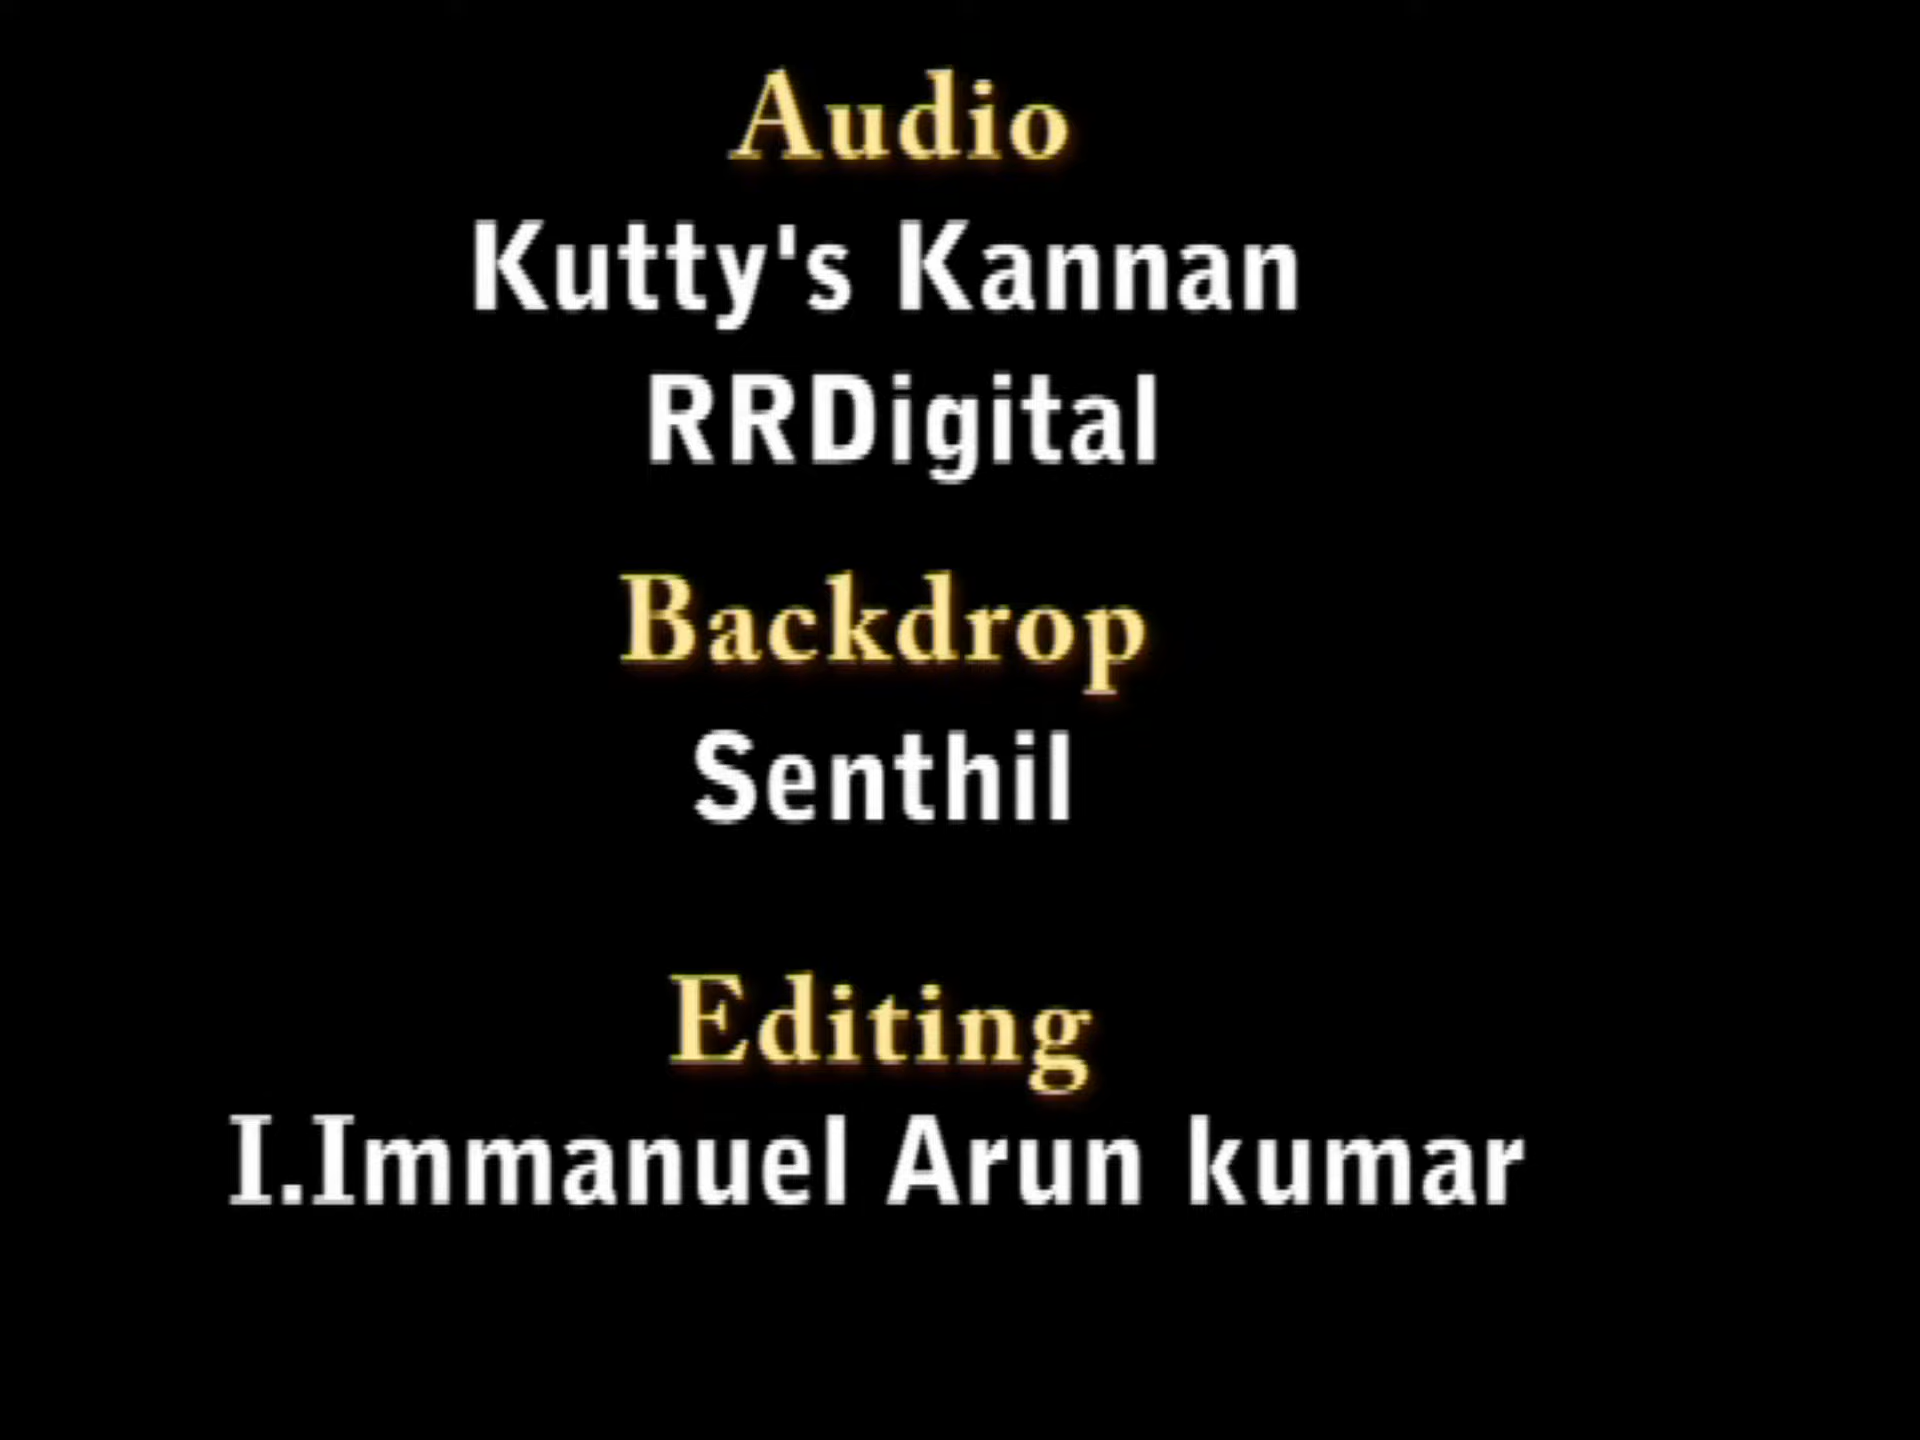 Audio
Kutty's Kannan
RRDigital
Backdrop
Senthil
Editing
I.Immanuel Arun kumar